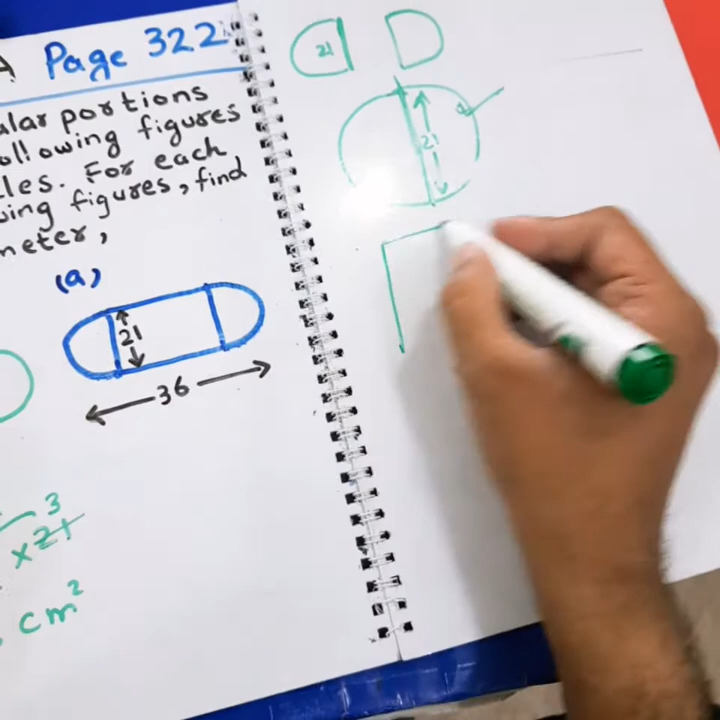 A Page 322
ular portions
ollowing figures
les. For each
wing figures, find
meter,
(a)
21
36
3
x21
cm²
21
21